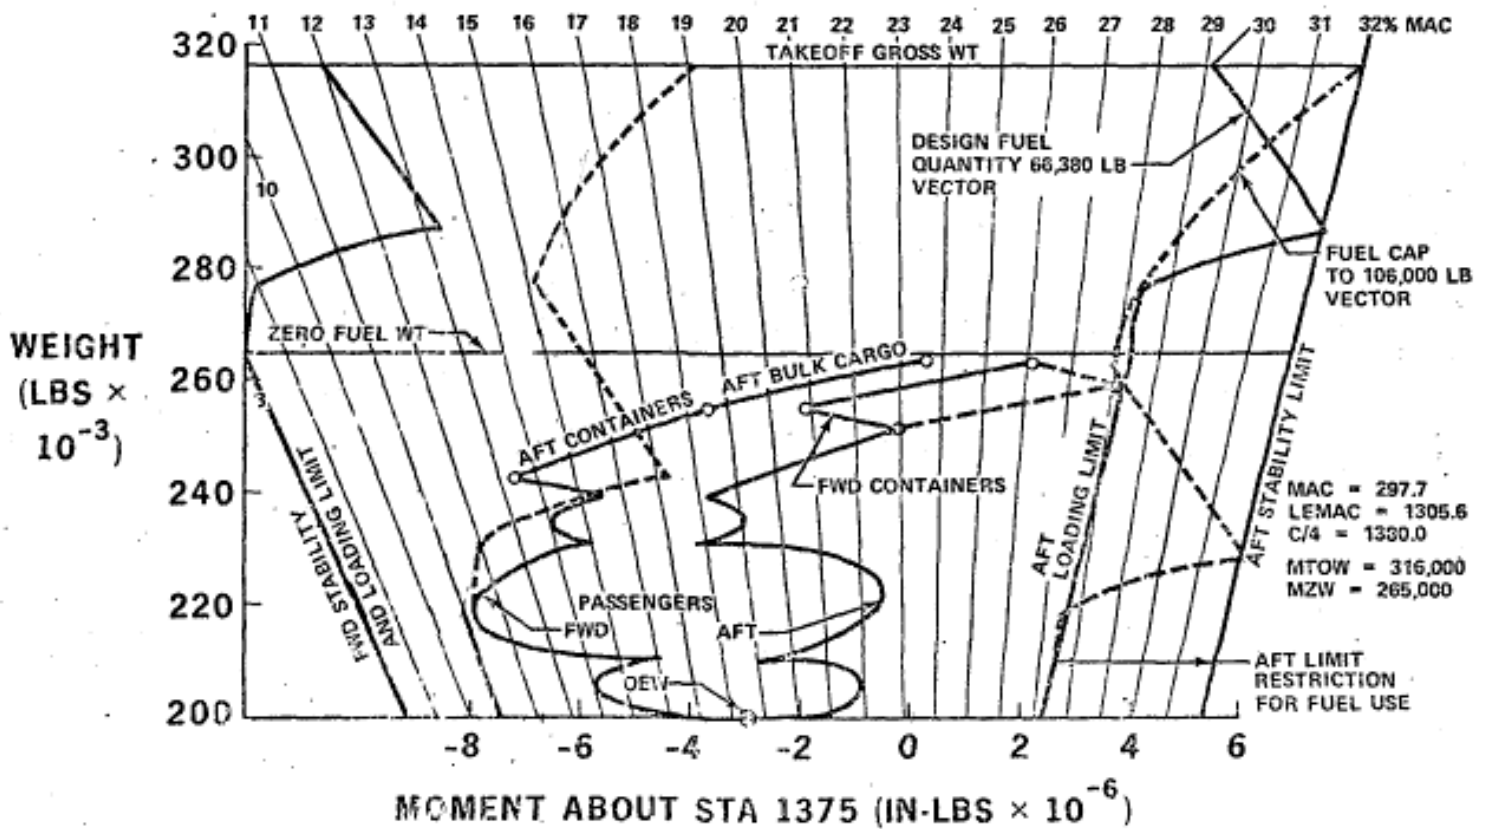 11 12 13 14 15 16 17 18 19 20 21 22 23 24 25 26 27 28 29 30 31 32% MAC
320
TAKEOFF GROSS WT
DESIGN FUEL
QUANTITY 66,380 LB
VECTOR
300
10
280
FUEL CAP
TO 106,000 LB
VECTOR
ZERO FUEL WT
WEIGHT
(LBS ×
10-3)
260
AFT BULK CARGO
AFT CONTAINERS
FWD CONTAINERS
240
AFT
LOADING LIMIT
AFT STABILITY LIMIT
MAC = 297.7
LEMAC = 1305.6
C/4 = 1380.0
MTOW = 316,000
MZW = 265,000
FWD STABILITY
AND LOADING LIMIT
220
PASSENGERS
FWD
AFT
OEW
AFT LIMIT
RESTRICTION
FOR FUEL USE
200
-8 -6 -4 -2 0 2 4 6
MOMENT ABOUT STA 1375 (IN-LBS × 10-6)